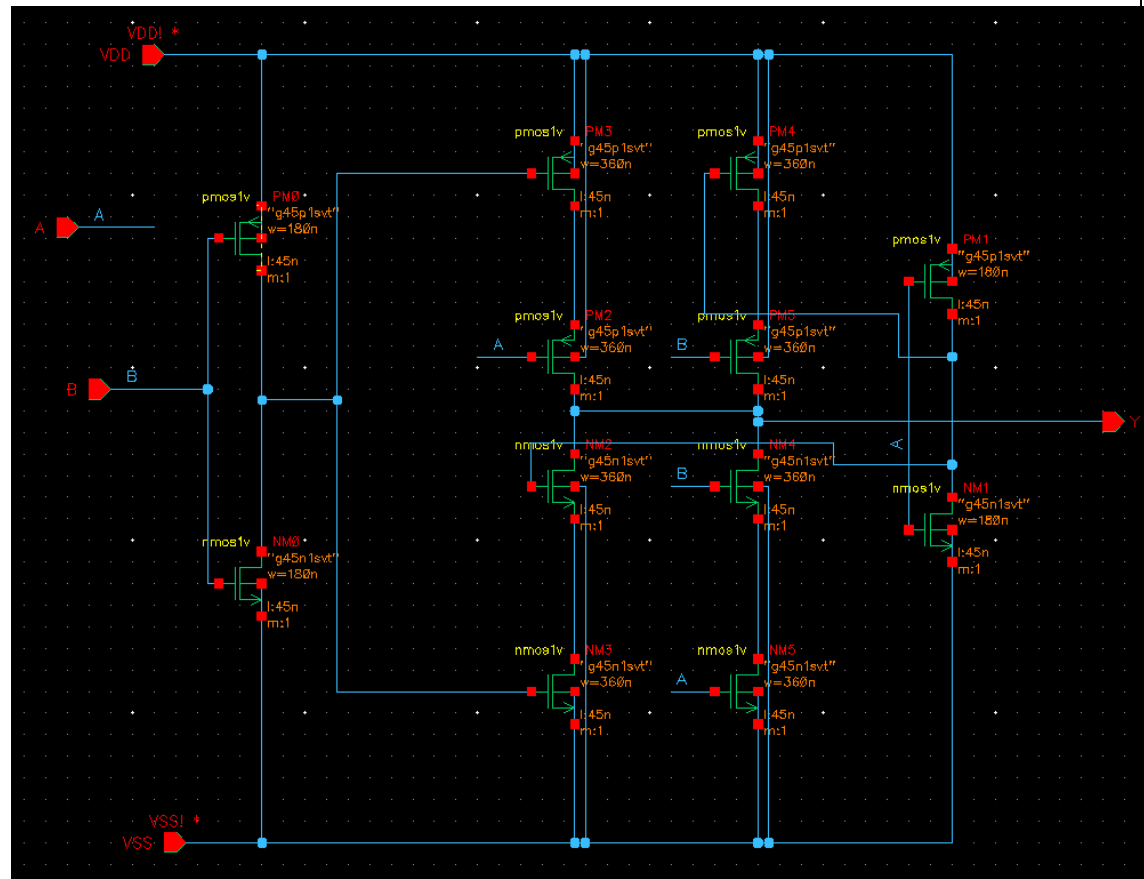 VDD! *
VDD
A
A
B
B
VSS! *
VSS
pmos1v
PM0
"g45p1svt"
w=180n
l:45n
m:1
nmos1v
NM0
"g45n1svt"
w=180n
l:45n
m:1
pmos1v
PM3
"g45p1svt"
w=360n
l:45n
m:1
pmos1v
PM2
"g45p1svt"
w=360n
A
l:45n
m:1
nmos1v
NM2
"g45n1svt"
w=360n
l:45n
m:1
nmos1v
NM3
"g45n1svt"
w=360n
l:45n
m:1
pmos1v
PM4
"g45p1svt"
w=360n
l:45n
m:1
pmos1v
PM5
"g45p1svt"
w=360n
B
l:45n
m:1
nmos1v
NM4
"g45n1svt"
w=360n
B
l:45n
m:1
nmos1v
NM5
"g45n1svt"
w=360n
A
l:45n
m:1
pmos1v
PM1
"g45p1svt"
w=180n
l:45n
m:1
A
nmos1v
NM1
"g45n1svt"
w=180n
l:45n
m:1
Y